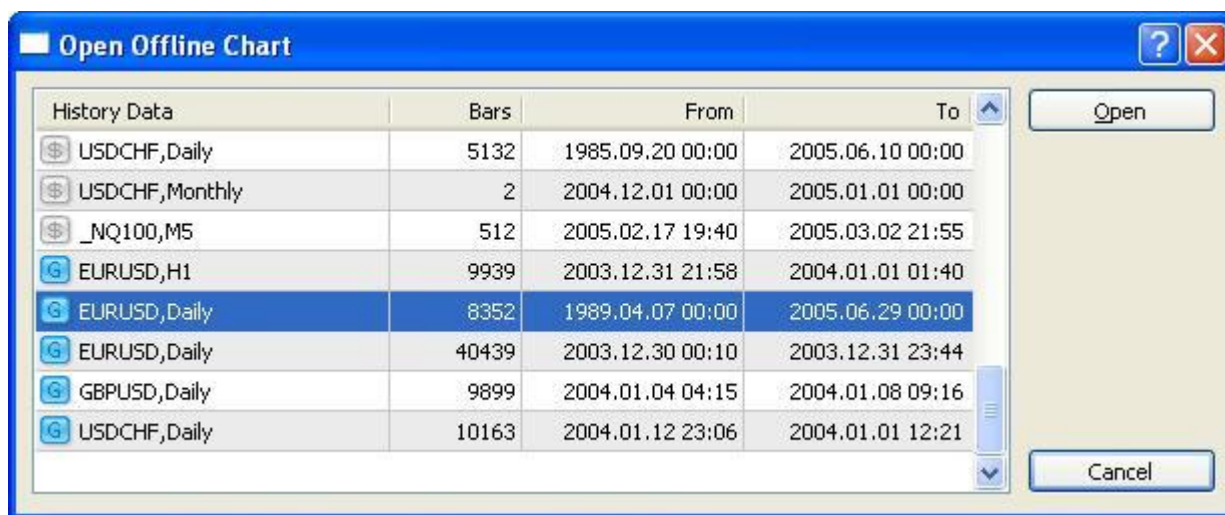 Open Offline Chart ?
History Data Bars From To Open
$ USDCHF,Daily 5132 1985.09.20 00:00 2005.06.10 00:00
$ USDCHF,Monthly 2 2004.12.01 00:00 2005.01.01 00:00
$ _NQ100,M5 512 2005.02.17 19:40 2005.03.02 21:55
G EURUSD,H1 9939 2003.12.31 21:58 2004.01.01 01:40
G EURUSD,Daily 8352 1989.04.07 00:00 2005.06.29 00:00
G EURUSD,Daily 40439 2003.12.30 00:10 2003.12.31 23:44
G GBPUSD,Daily 9899 2004.01.04 04:15 2004.01.08 09:16
G USDCHF,Daily 10163 2004.01.12 23:06 2004.01.01 12:21
Cancel